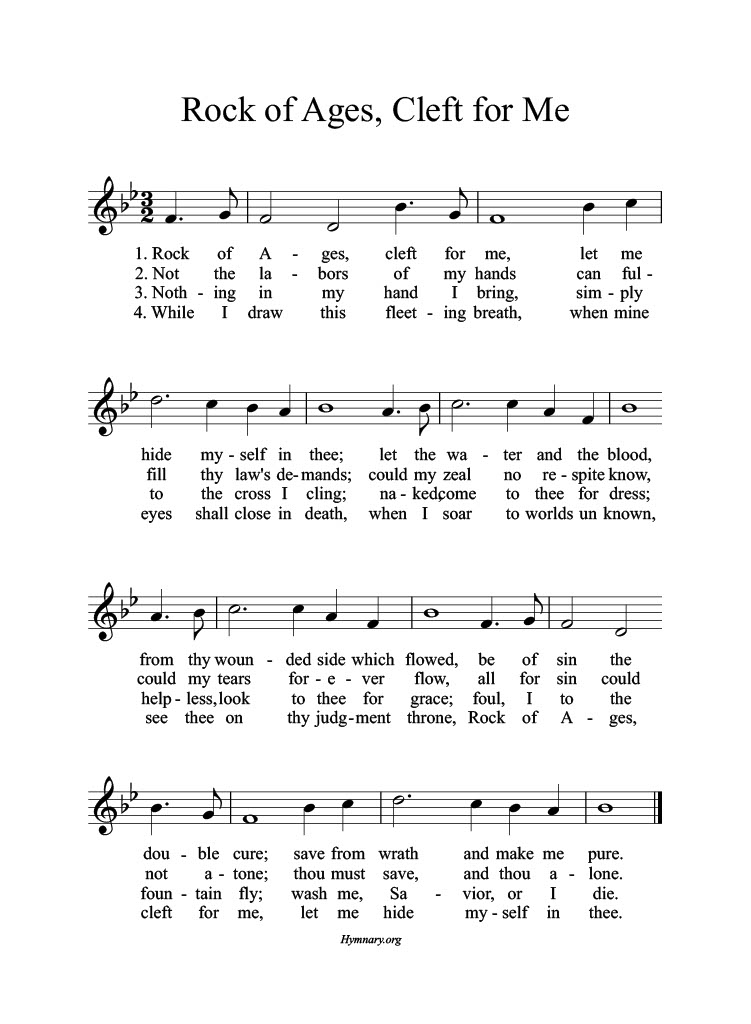 Rock of Ages, Cleft for Me
3
2
1. Rock of A - ges, cleft for me, let me
2. Not the la - bors of my hands can ful -
3. Noth - ing in my hand I bring, sim - ply
4. While I draw this fleet - ing breath, when mine
hide my - self in thee; let the wa - ter and the blood,
fill thy law's de - mands; could my zeal no re - spite know,
to the cross I cling; na - ked, come to thee for dress;
eyes shall close in death, when I soar to worlds un known,
from thy woun - ded side which flowed, be of sin the
could my tears for - e - ver flow, all for sin could
help - less, look to thee for grace; foul, I to the
see thee on thy judg - ment throne, Rock of A - ges,
dou - ble cure; save from wrath and make me pure.
not a - tone; thou must save, and thou a - lone.
foun - tain fly; wash me, Sa - vior, or I die.
cleft for me, let me hide my - self in thee.
Hymnary.org